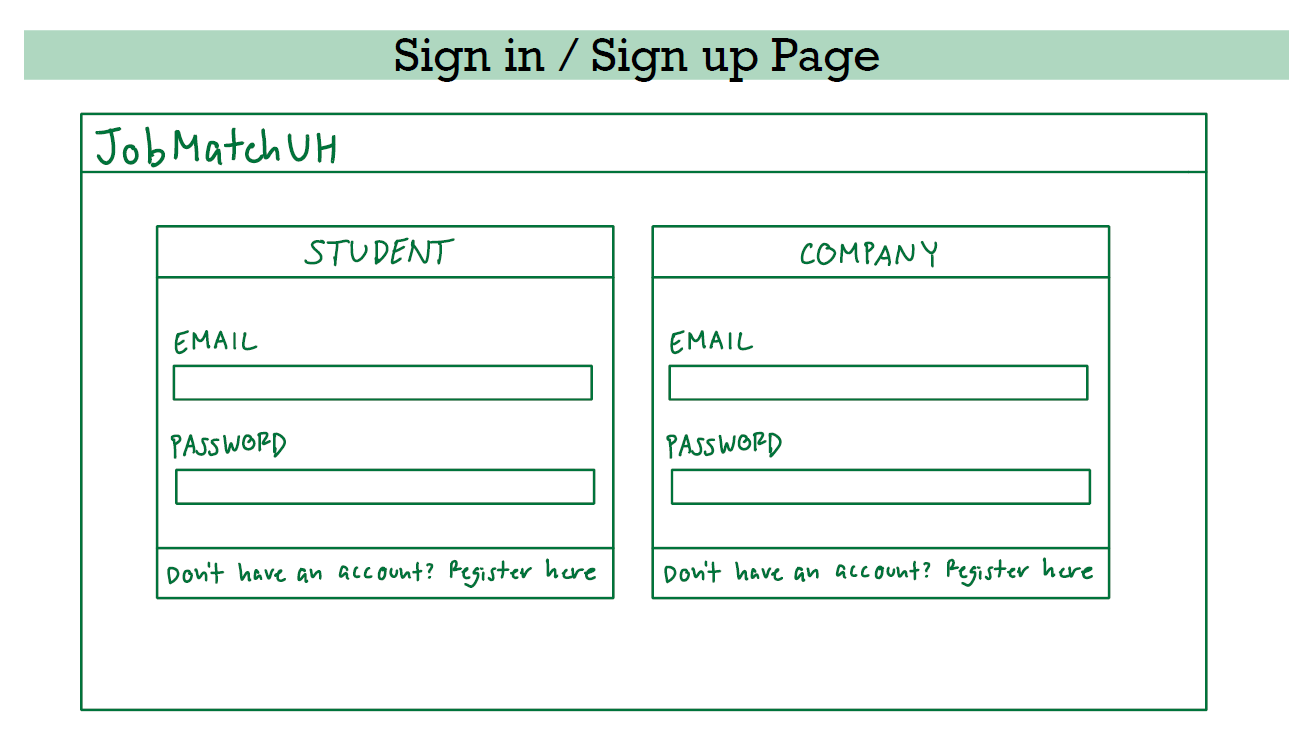 Sign in / Sign up Page
JobMatchUH
STUDENT
EMAIL
PASSWORD
Don't have an account? Register here
COMPANY
EMAIL
PASSWORD
Don't have an account? Register here